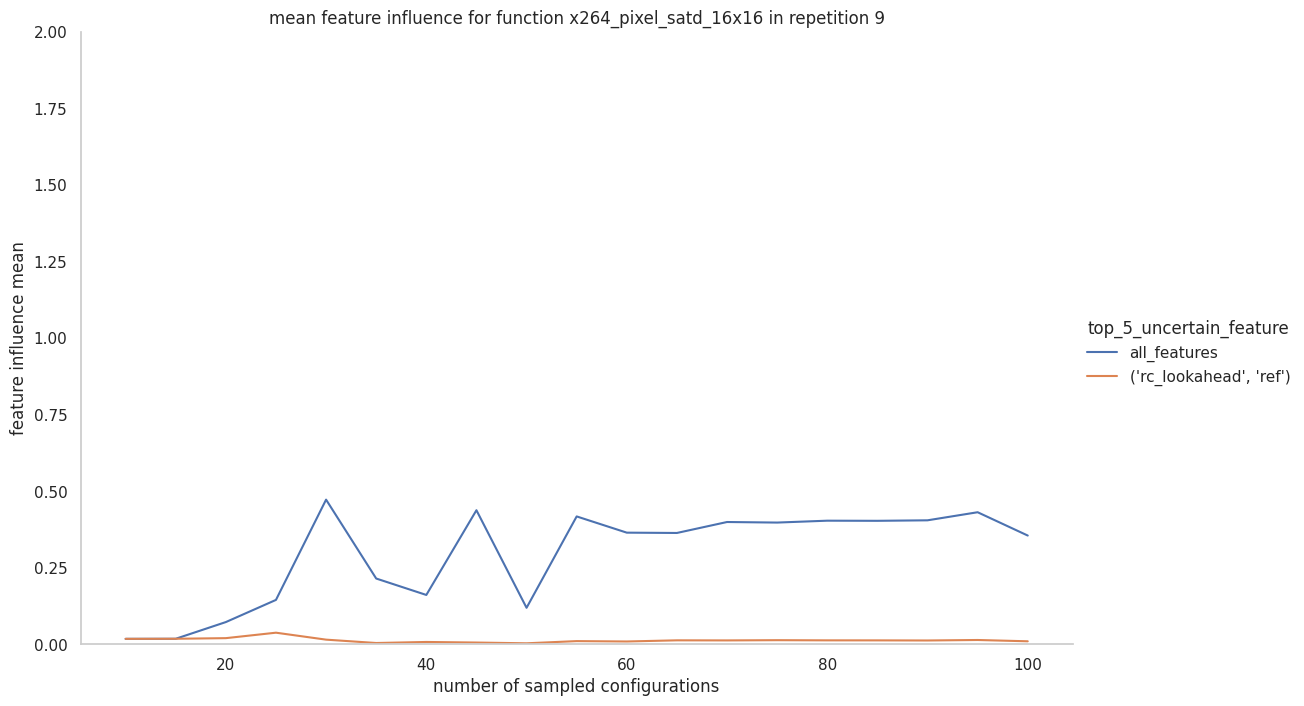 mean feature influence for function x264_pixel_satd_16x16 in repetition 9
2.00
1.75
1.50
1.25
1.00
0.75
0.50
0.25
0.00
feature influence mean
20
40
60
80
100
number of sampled configurations
top_5_uncertain_feature
all_features
('rc_lookahead', 'ref')